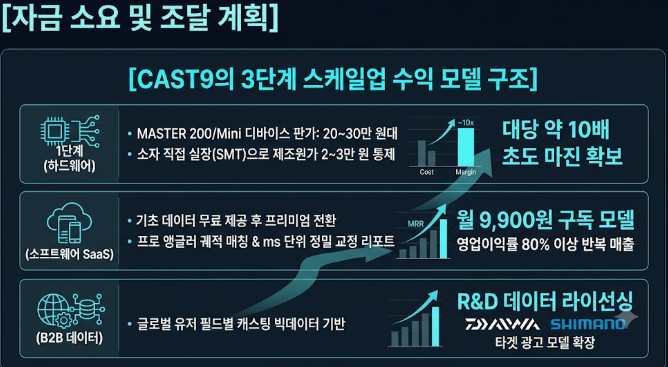 [자금 소요 및 조달 계획]
[CAST9의 3단계 스케일업 수익 모델 구조]
1단계
(하드웨어)
• MASTER 200/Mini 디바이스 판가: 20~30만 원대
• 소자 직접 실장(SMT)으로 제조원가 2~3만 원 통제
~10x
Cost
Margin
대당 약 10배
초도 마진 확보
(소프트웨어 SaaS)
• 기초 데이터 무료 제공 후 프리미엄 전환
• 프로 앵글러 궤적 매칭 & ms 단위 정밀 교정 리포트
MRR
월 9,900원 구독 모델
영업이익률 80% 이상 반복 매출
(B2B 데이터)
• 글로벌 유저 필드별 캐스팅 빅데이터 기반
R&D 데이터 라이선싱
DAIWA SHIMANO
타겟 광고 모델 확장